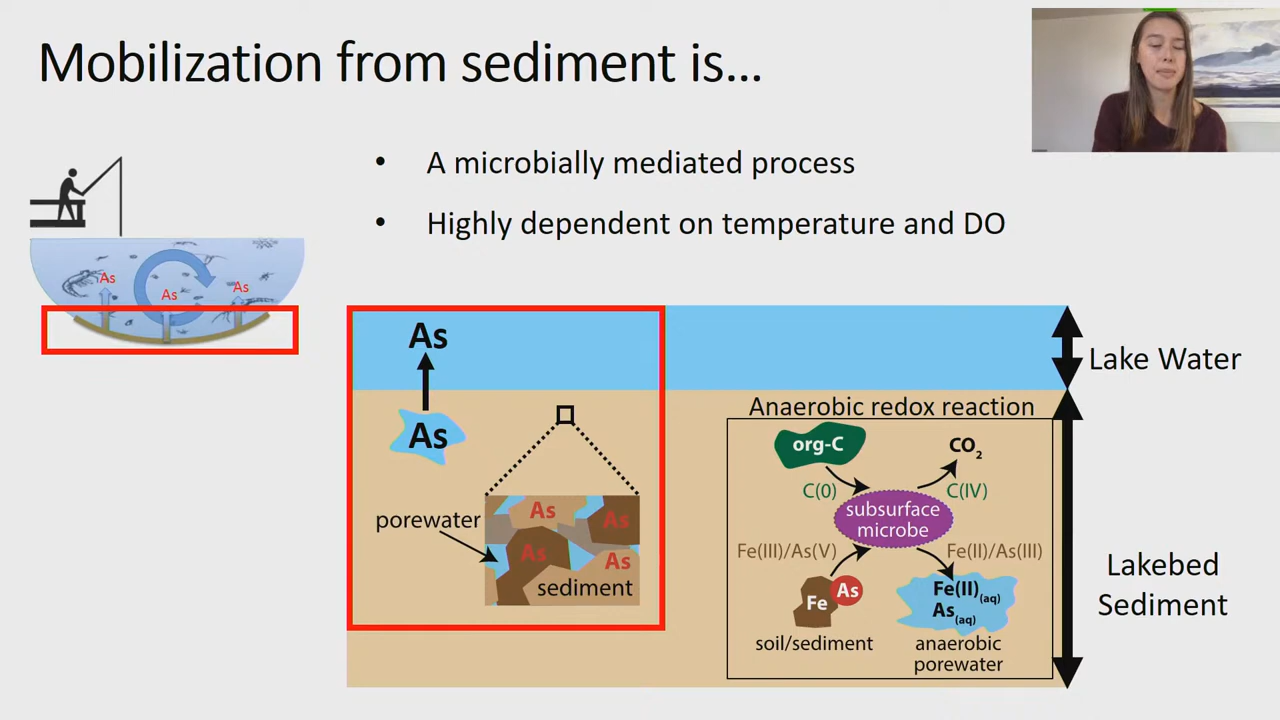 Mobilization from sediment is...
• A microbially mediated process
• Highly dependent on temperature and DO
As
As
As
As
As
porewater
As
As
As
As
sediment
Anaerobic redox reaction
org-C
CO2
C(0)
C(IV)
subsurface
microbe
Fe(III)/As(V)
Fe(II)/As(III)
Fe
As
Fe(II)(aq)
As(aq)
soil/sediment
anaerobic
porewater
Lake Water
Lakebed
Sediment